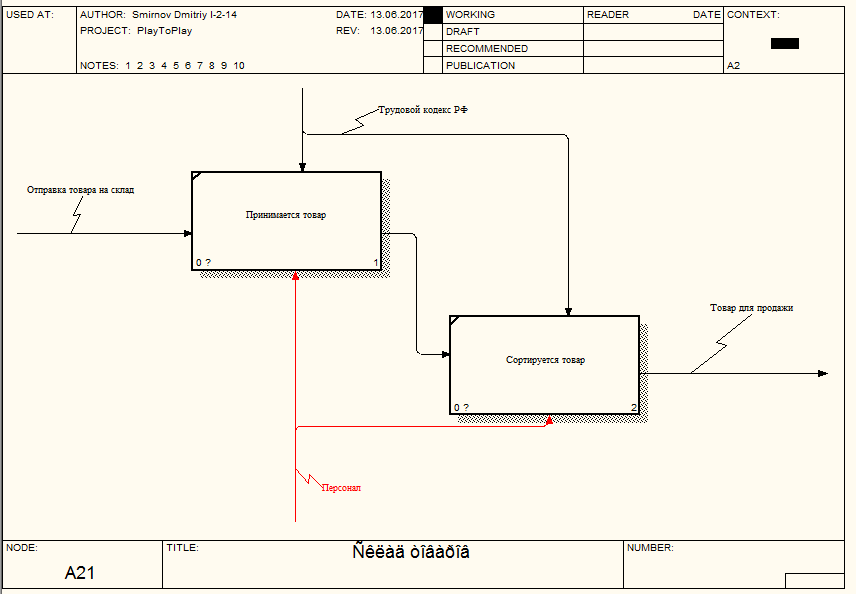 USED AT:
AUTHOR: Smirnov Dmitriy I-2-14
DATE: 13.06.2017
WORKING
READER
DATE
CONTEXT:
PROJECT: PlayToPlay
REV: 13.06.2017
DRAFT
RECOMMENDED
NOTES: 1 2 3 4 5 6 7 8 9 10
PUBLICATION
A2
Трудовой кодекс РФ
Отправка товара на склад
Принимается товар
0 ?
1
Товар для продажи
Сортируется товар
0 ?
2
Персонал
NODE:
TITLE:
Ñêëàä òîâàðîâ
NUMBER:
A21